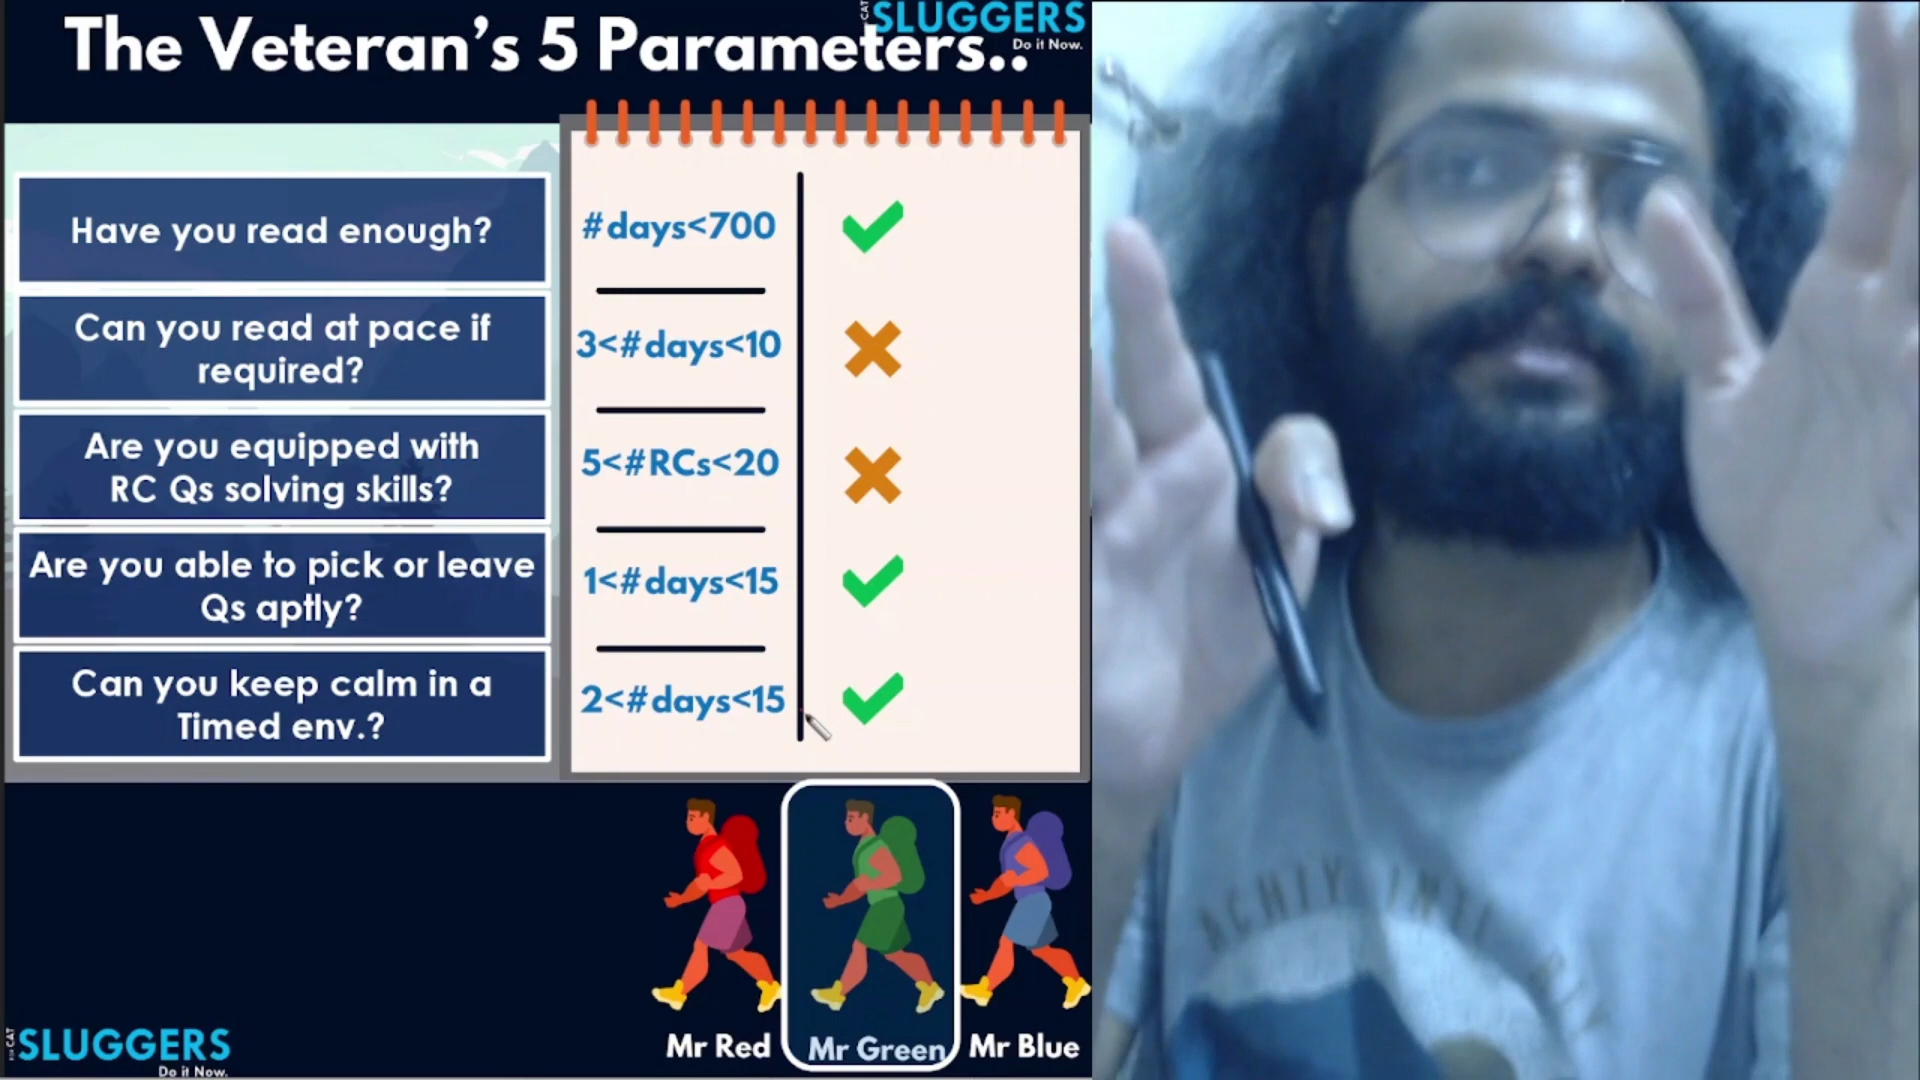 The Veteran's 5 Parameters..
CAT
SLUGGERS
Do it Now.
Have you read enough?
#days<700
Can you read at pace if
required?
3<#days<10
Are you equipped with
RC Qs solving skills?
5<#RCs<20
Are you able to pick or leave
Qs aptly?
1<#days<15
Can you keep calm in a
Timed env.?
2<#days<15
Mr Red
Mr Green
Mr Blue
CAT
SLUGGERS
Do it Now.